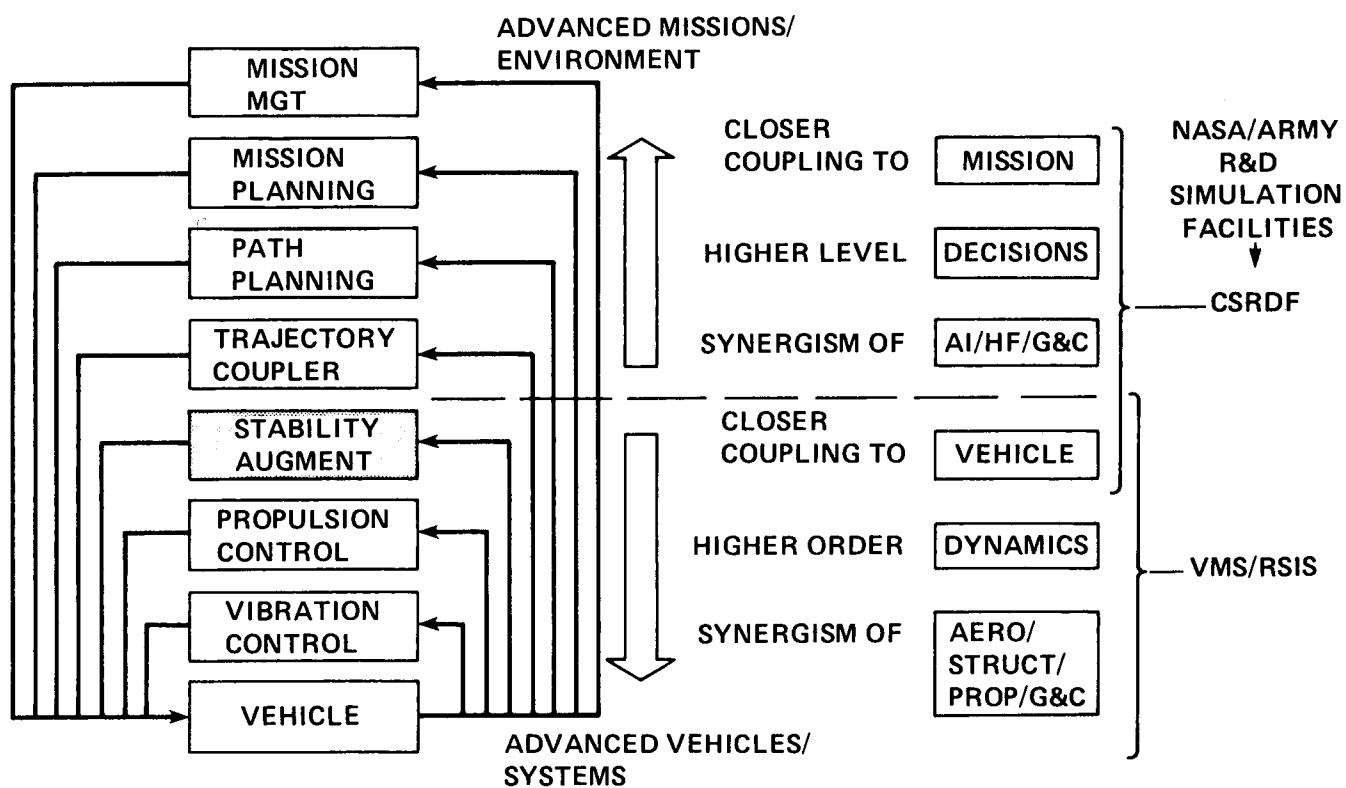 ADVANCED MISSIONS/
ENVIRONMENT
MISSION
MGT
MISSION
PLANNING
PATH
PLANNING
TRAJECTORY
COUPLER
STABILITY
AUGMENT
PROPULSION
CONTROL
VIBRATION
CONTROL
VEHICLE
ADVANCED VEHICLES/
SYSTEMS
CLOSER
COUPLING TO
MISSION
HIGHER LEVEL
DECISIONS
SYNERGISM OF
AI/HF/G&C
CLOSER
COUPLING TO
VEHICLE
HIGHER ORDER
DYNAMICS
SYNERGISM OF
AERO/
STRUCT/
PROP/G&C
NASA/ARMY
R&D
SIMULATION
FACILITIES
CSRDF
VMS/RSIS